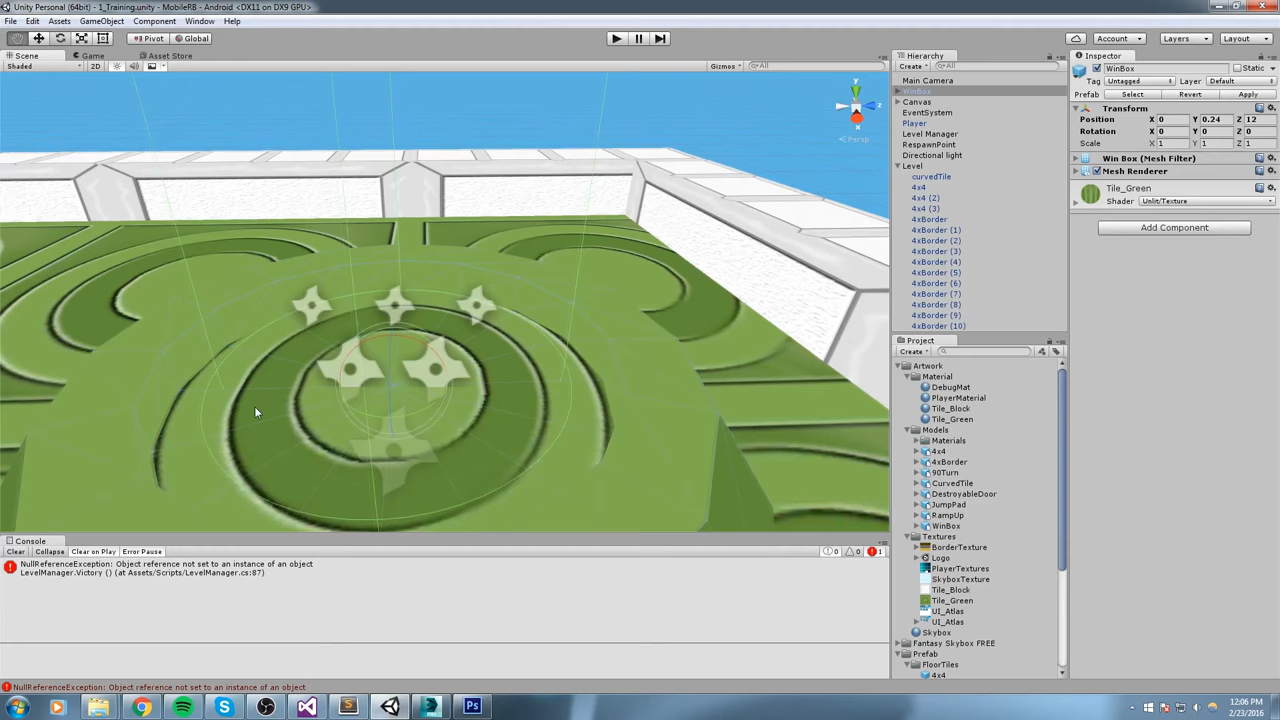 Unity Personal (64bit) - 1_Training.unity - MobileRB - Android <DX11 on DX9 GPU>
File Edit Assets GameObject Component Window Help
Pivot Global Account Layers Layout
Scene Game Asset Store
Shaded 2D Gizmos All
y
z
x
Persp
Hierarchy
Create All
Main Camera
WinBox
Canvas
EventSystem
Player
Level Manager
RespawnPoint
Directional light
Level
curvedTile
4x4
4x4 (2)
4x4 (3)
4xBorder
4xBorder (1)
4xBorder (2)
4xBorder (3)
4xBorder (4)
4xBorder (5)
4xBorder (6)
4xBorder (7)
4xBorder (8)
4xBorder (9)
4xBorder (10)
Inspector
WinBox Static
Tag Untagged Layer Default
Prefab Select Revert Apply
Transform
Position X 0 Y 0.24 Z 12
Rotation X 0 Y 0 Z 0
Scale X 1 Y 1 Z 1
Win Box (Mesh Filter)
Mesh Renderer
Tile_Green
Shader Unlit/Texture
Add Component
Project
Create
Artwork
Material
DebugMat
PlayerMaterial
Tile_Block
Tile_Green
Models
Materials
4x4
4xBorder
90Turn
CurvedTile
DestroyableDoor
JumpPad
RampUp
WinBox
Textures
BorderTexture
Logo
PlayerTextures
SkyboxTexture
Tile_Block
Tile_Green
UI_Atlas
UI_Atlas
Skybox
Fantasy Skybox FREE
Prefab
FloorTiles
4x4
Console
Clear Collapse Clear on Play Error Pause 0 0 1
NullReferenceException: Object reference not set to an instance of an object
LevelManager.Victory () (at Assets/Scripts/LevelManager.cs:87)
NullReferenceException: Object reference not set to an instance of an object
Ps
12:06 PM
2/23/2016